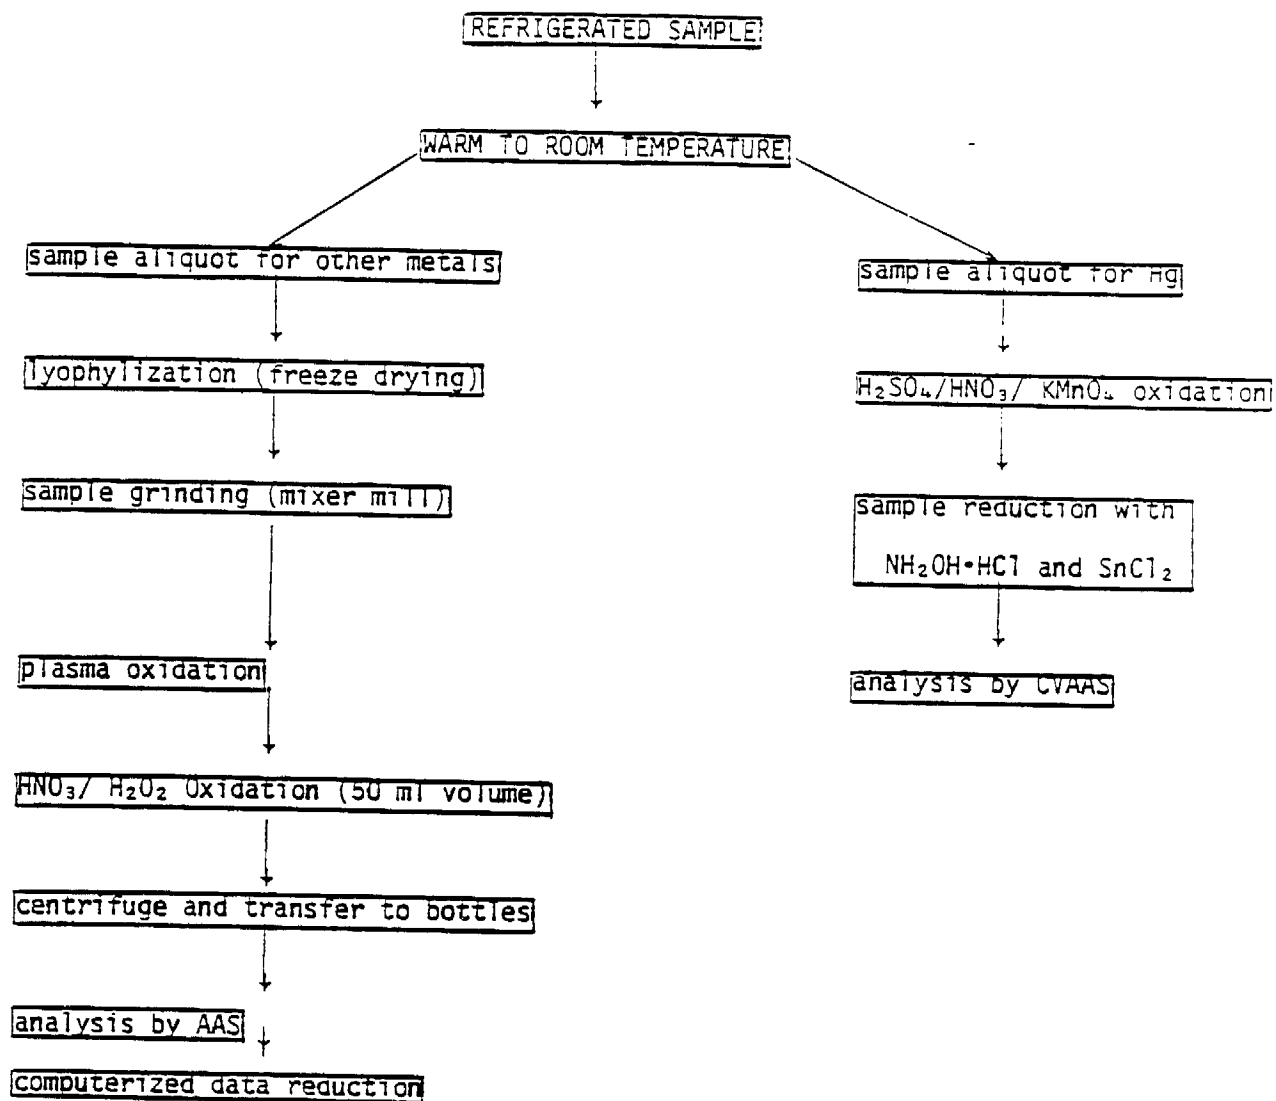 REFRIGERATED SAMPLE
WARM TO ROOM TEMPERATURE
sample aliquot for other metals
lyophylization (freeze drying)
sample grinding (mixer mill)
plasma oxidation
HNO₃/ H₂O₂ Oxidation (50 ml volume)
centrifuge and transfer to bottles
analysis by AAS
computerized data reduction
sample aliquot for Hg
H₂SO₄/HNO₃/ KMnO₄ oxidation
sample reduction with
NH₂OH•HCl and SnCl₂
analysis by CVAAS